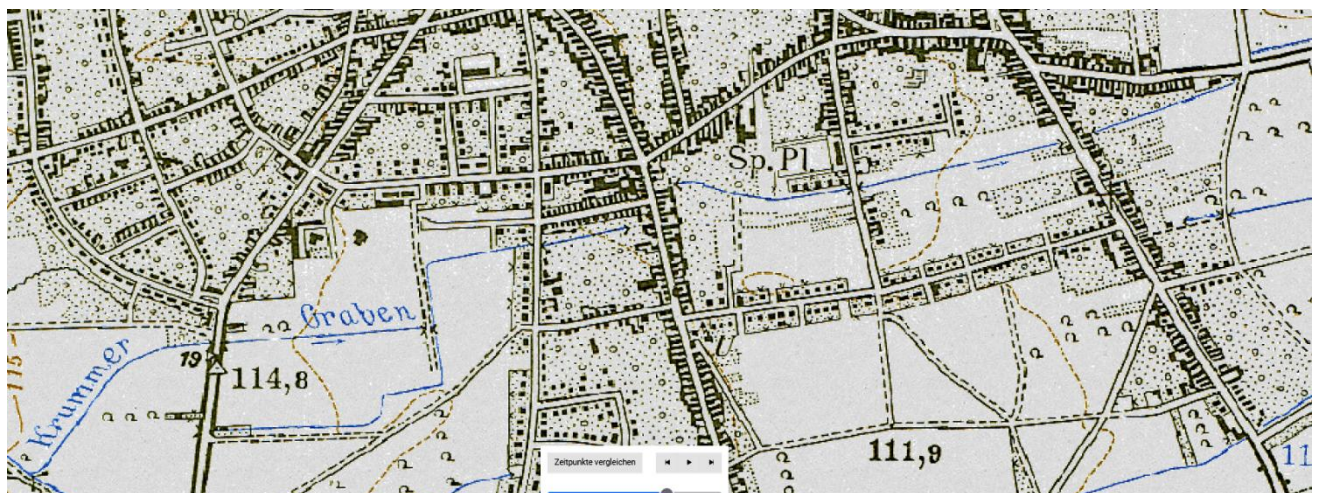 Sp. Pl
Graben
Krummer
19
114,8
115
U
111,9
11
Zeitpunkte vergleichen